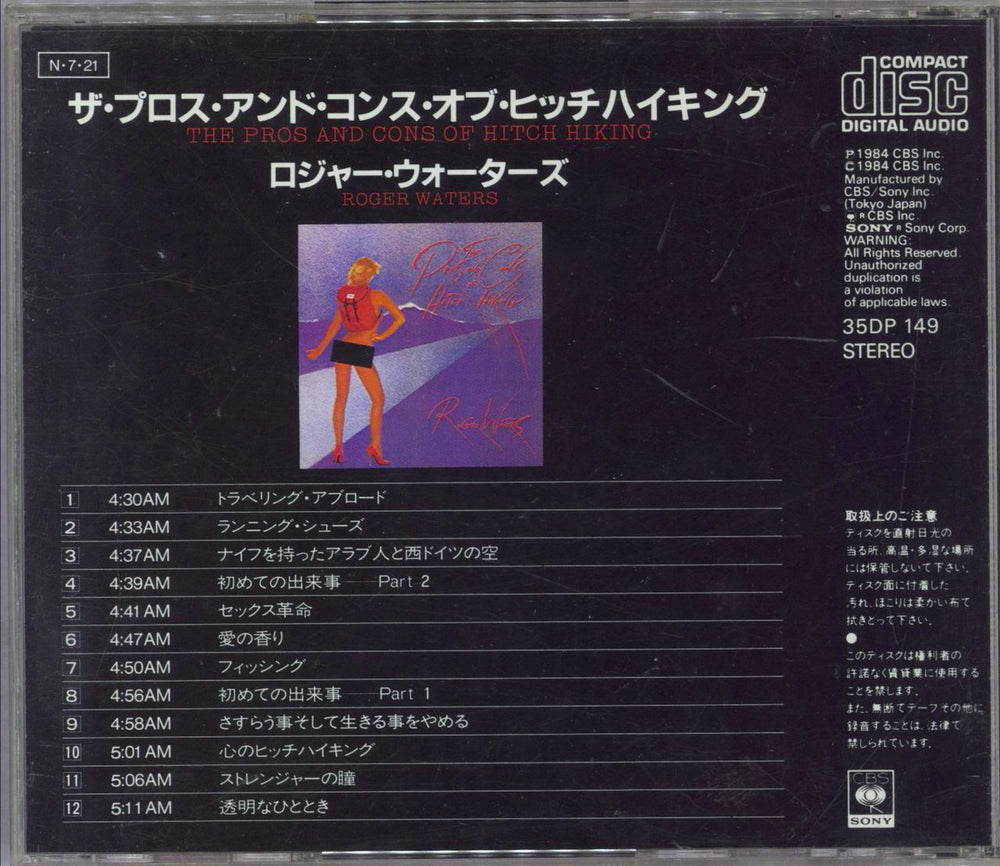 N・7・21
ザ・プロス・アンド・コンス・オブ・ヒッチハイキング
THE PROS AND CONS OF HITCH HIKING
ロジャー・ウォーターズ
ROGER WATERS
Roger Waters
1 4:30AM トラベリング・アブロード
2 4:33AM ランニング・シューズ
3 4:37AM ナイフを持ったアラブ人と西ドイツの空
4 4:39AM 初めての出来事 Part 2
5 4:41AM セックス革命
6 4:47AM 愛の香り
7 4:50AM フィッシング
8 4:56AM 初めての出来事 Part 1
9 4:58AM さすらう事そして生きる事をやめる
10 5:01AM 心のヒッチハイキング
11 5:06AM ストレンジャーの瞳
12 5:11AM 透明なひととき
COMPACT
disc
DIGITAL AUDIO
℗1984 CBS Inc.
©1984 CBS Inc.
Manufactured by
CBS/Sony Inc.
(Tokyo Japan)
® CBS Inc.
SONY ® Sony Corp.
WARNING:
All Rights Reserved.
Unauthorized
duplication is
a violation
of applicable laws.
35DP 149
STEREO
取扱上のご注意
ディスクを直射日光の
当る所、高温・多湿な場所
には保管しないで下さい。
ディスク面に付着した
汚れ、ほこりは柔かい布で
拭きとって下さい。
●
このディスクは権利者の
許諾なく賃貸業に使用する
ことを禁じます。
また、無断でテープその他に
録音することは、法律で
禁じられています。
CBS
SONY